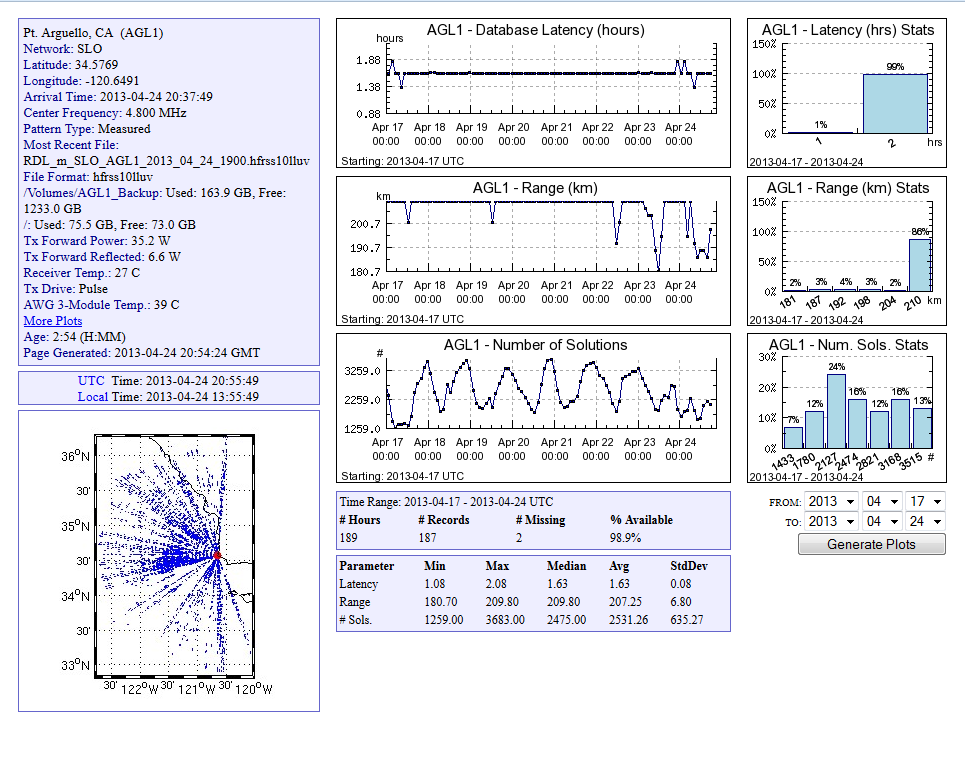 Pt. Arguello, CA (AGL1)
Network: SLO
Latitude: 34.5769
Longitude: -120.6491
Arrival Time: 2013-04-24 20:37:49
Center Frequency: 4.800 MHz
Pattern Type: Measured
Most Recent File:
RDL_m_SLO_AGL1_2013_04_24_1900.hfrss10lluv
File Format: hfrss10lluv
/Volumes/AGL1_Backup: Used: 163.9 GB, Free:
1233.0 GB
/: Used: 75.5 GB, Free: 73.0 GB
Tx Forward Power: 35.2 W
Tx Forward Reflected: 6.6 W
Receiver Temp.: 27 C
Tx Drive: Pulse
AWG 3-Module Temp.: 39 C
More Plots
Age: 2:54 (H:MM)
Page Generated: 2013-04-24 20:54:24 GMT
UTC Time: 2013-04-24 20:55:49
Local Time: 2013-04-24 13:55:49
36°N
30'
35°N
30'
34°N
30'
33°N
30' 122°W 30' 121°W 30' 120°W
AGL1 - Database Latency (hours)
hours
1.88
1.38
0.88
Apr 17 Apr 18 Apr 19 Apr 20 Apr 21 Apr 22 Apr 23 Apr 24
00:00 00:00 00:00 00:00 00:00 00:00 00:00 00:00
Starting: 2013-04-17 UTC
AGL1 - Range (km)
km
200.7
190.7
180.7
Apr 17 Apr 18 Apr 19 Apr 20 Apr 21 Apr 22 Apr 23 Apr 24
00:00 00:00 00:00 00:00 00:00 00:00 00:00 00:00
Starting: 2013-04-17 UTC
AGL1 - Number of Solutions
#
3259.0
2259.0
1259.0
Apr 17 Apr 18 Apr 19 Apr 20 Apr 21 Apr 22 Apr 23 Apr 24
00:00 00:00 00:00 00:00 00:00 00:00 00:00 00:00
Starting: 2013-04-17 UTC
Time Range: 2013-04-17 - 2013-04-24 UTC
# Hours # Records # Missing % Available
189 187 2 98.9%
Parameter Min Max Median Avg StdDev
Latency 1.08 2.08 1.63 1.63 0.08
Range 180.70 209.80 209.80 207.25 6.80
# Sols. 1259.00 3683.00 2475.00 2531.26 635.27
AGL1 - Latency (hrs) Stats
150%
100%
50%
0%
1% 99%
1 2 hrs
2013-04-17 - 2013-04-24
AGL1 - Range (km) Stats
150%
100%
50%
0%
2% 3% 4% 3% 2% 86%
181 187 192 198 204 210 km
2013-04-17 - 2013-04-24
AGL1 - Num. Sols. Stats
30%
20%
10%
0%
7% 12% 24% 16% 12% 16% 13%
1433 1780 2127 2474 2821 3168 3515 #
2013-04-17 - 2013-04-24
FROM: 2013 04 17
TO: 2013 04 24
Generate Plots